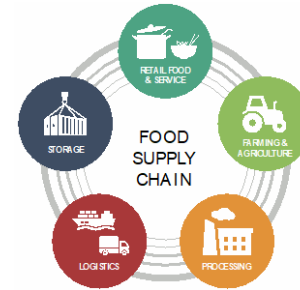 RETAIL FOOD
& SERVICE
FARMING &
AGRICULTURE
PROCESSING
LOGISTICS
STORAGE
FOOD
SUPPLY
CHAIN